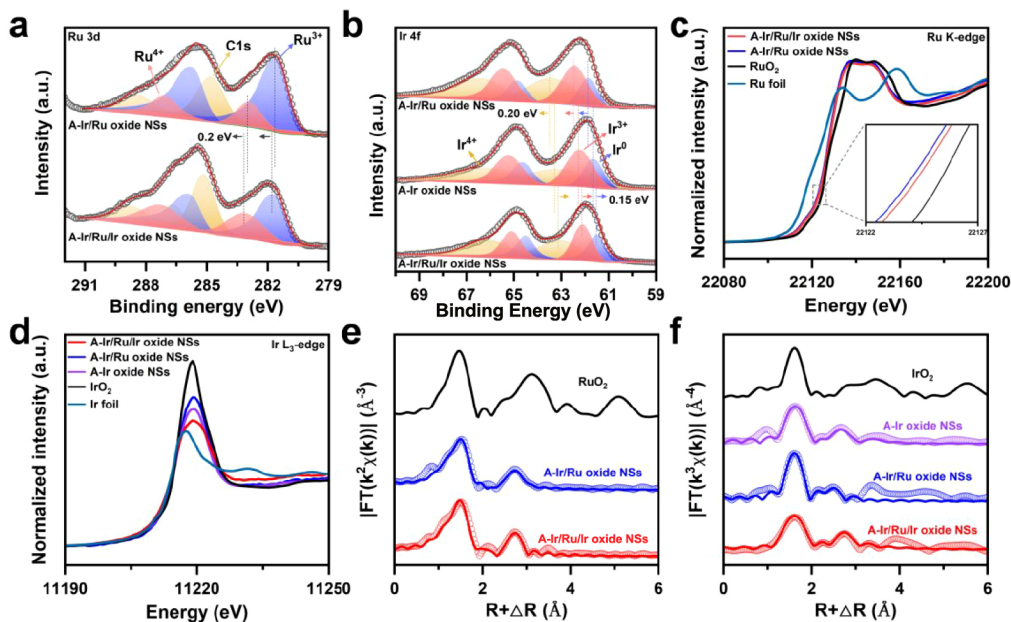 a
Ru 3d
Ru4+
C1s
Ru3+
A-Ir/Ru oxide NSs
0.2 eV
A-Ir/Ru/Ir oxide NSs
Intensity (a.u.)
291 288 285 282 279
Binding energy (eV)
b
Ir 4f
A-Ir/Ru oxide NSs
0.20 eV
Ir4+
Ir3+
Ir0
A-Ir oxide NSs
0.15 eV
A-Ir/Ru/Ir oxide NSs
Intensity (a.u.)
69 67 65 63 61 59
Binding Energy (eV)
c
A-Ir/Ru/Ir oxide NSs
A-Ir/Ru oxide NSs
RuO2
Ru foil
Ru K-edge
22122 22127
Normalized intensity (a.u.)
22080 22120 22160 22200
Energy (eV)
d
Ir L3-edge
A-Ir/Ru/Ir oxide NSs
A-Ir/Ru oxide NSs
A-Ir oxide NSs
IrO2
Ir foil
Normalized intensity (a.u.)
11190 11220 11250
Energy (eV)
e
RuO2
A-Ir/Ru oxide NSs
A-Ir/Ru/Ir oxide NSs
|FT(k2χ(k))| (Å-3)
0 2 4 6
R+△R (Å)
f
IrO2
A-Ir oxide NSs
A-Ir/Ru oxide NSs
A-Ir/Ru/Ir oxide NSs
|FT(k3χ(k))| (Å-4)
0 1 2 3 4 5 6
R+△R (Å)